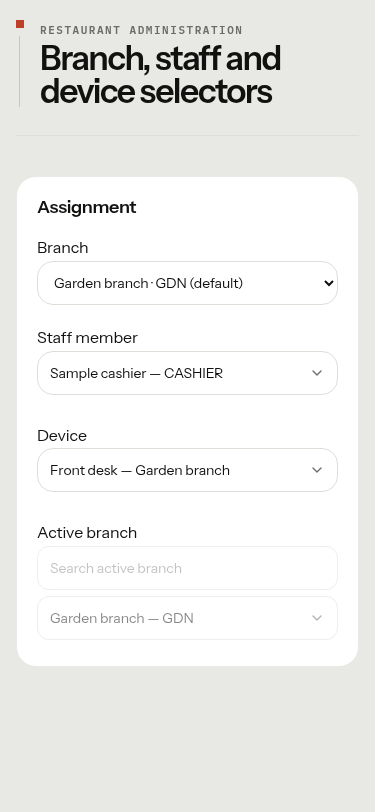 RESTAURANT ADMINISTRATION
Branch, staff and
device selectors
Assignment
Branch
Garden branch · GDN (default)
Staff member
Sample cashier — CASHIER
Device
Front desk — Garden branch
Active branch
Search active branch
Garden branch — GDN